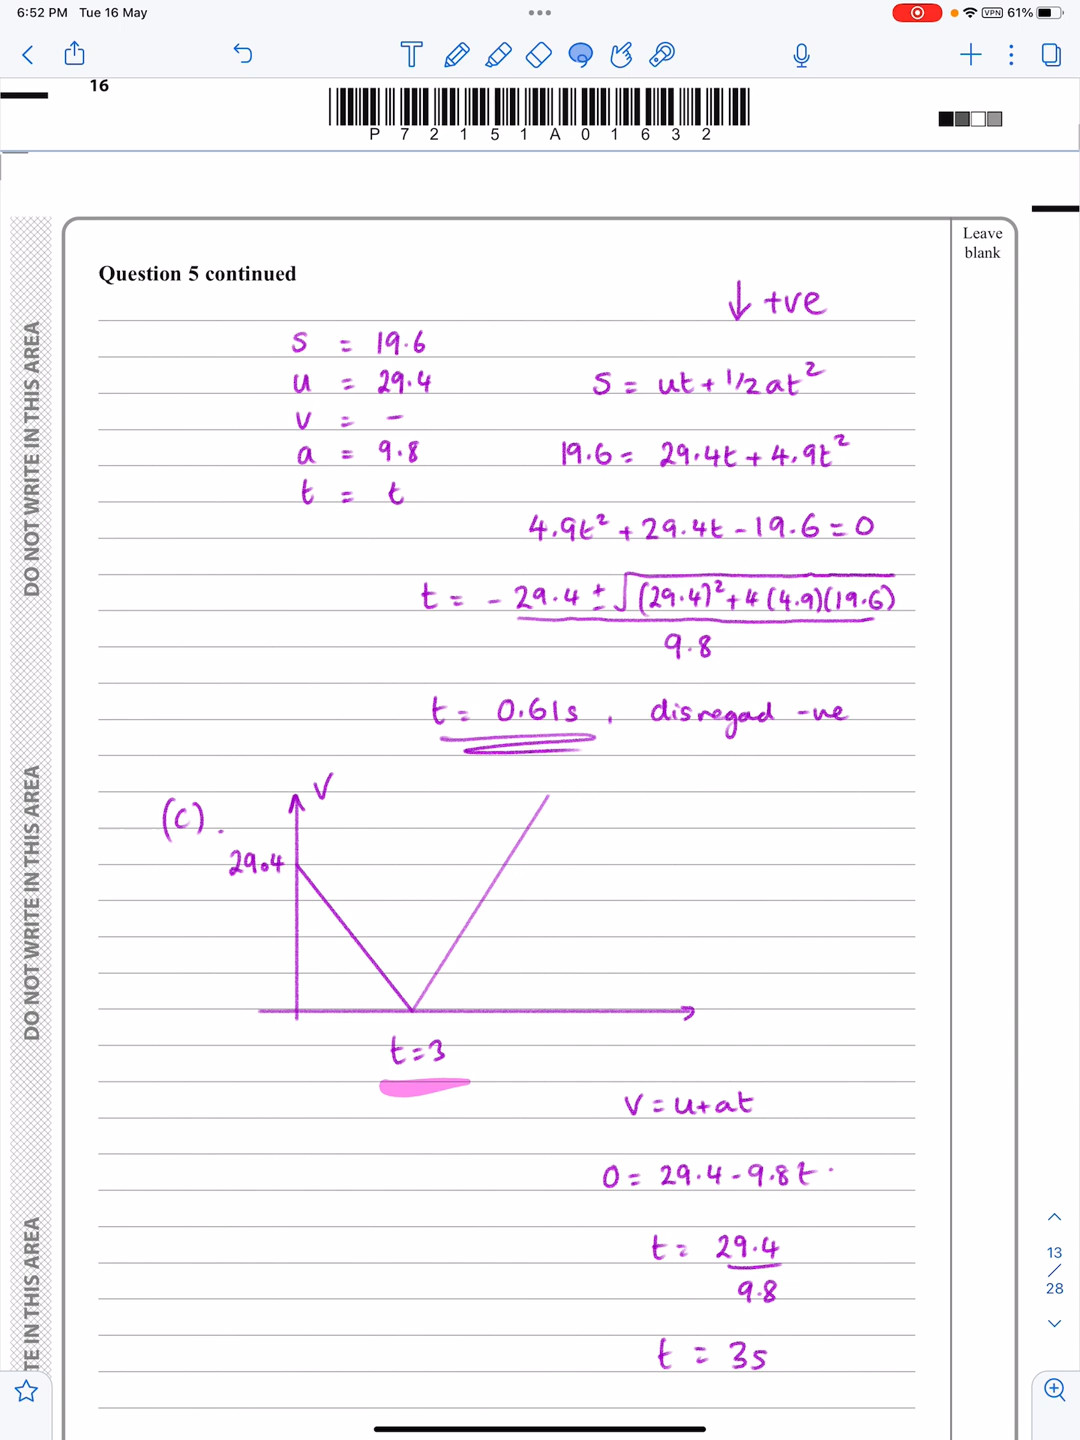 6:52 PM Tue 16 May
VPN 61%
16
P 7 2 1 5 1 A 0 1 6 3 2
Leave
blank
Question 5 continued
↓ +ve
s = 19.6
u = 29.4
s = ut + 1/2 at²
v = -
a = 9.8
19.6 = 29.4t + 4.9t²
t = t
4.9t² + 29.4t - 19.6 = 0
t = - 29.4 ± √(29.4)² + 4(4.9)(19.6)
9.8
t = 0.61s . disregad -ve
(C).
V
29.4
t=3
V = u+at
0 = 29.4 - 9.8t.
t = 29.4
9.8
t = 3s
DO NOT WRITE IN THIS AREA
DO NOT WRITE IN THIS AREA
TE IN THIS AREA
13
/
28